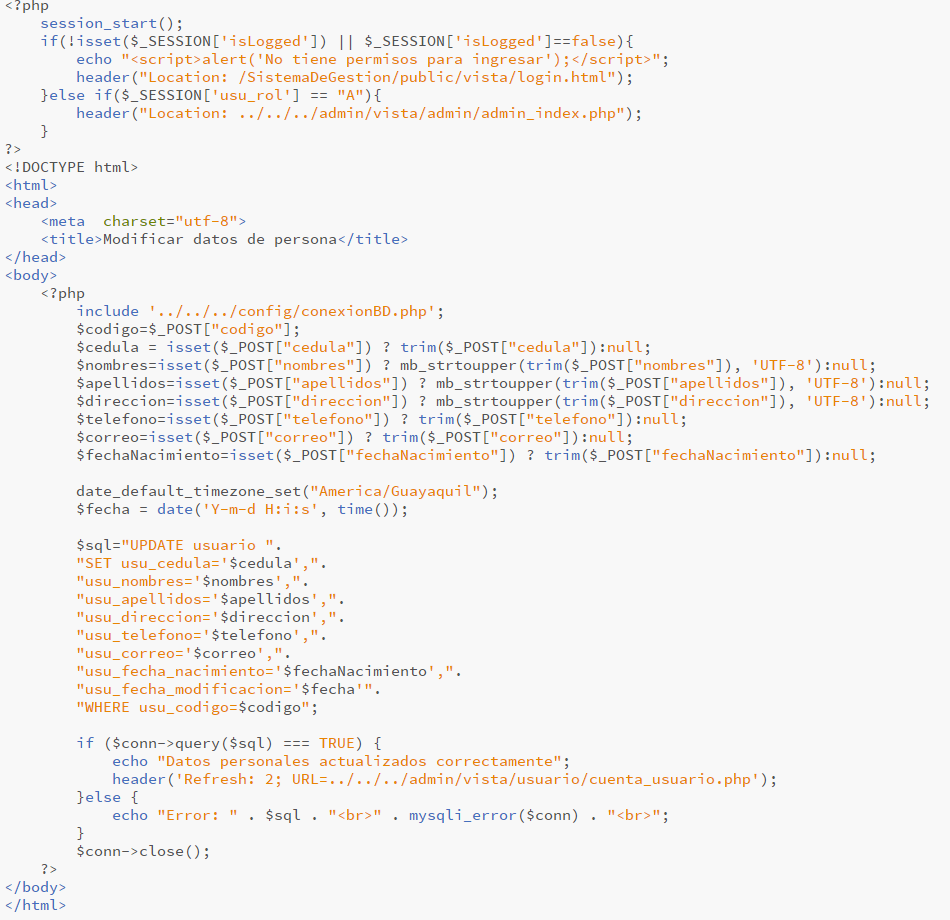 <?php
    session_start();
    if(!isset($_SESSION['isLogged']) || $_SESSION['isLogged']==false){
        echo "<script>alert('No tiene permisos para ingresar');</script>";
        header("Location: /SistemaDeGestion/public/vista/login.html");
    }else if($_SESSION['usu_rol'] == "A"){
        header("Location: ../../../admin/vista/admin/admin_index.php");
    }
?>
<!DOCTYPE html>
<html>
<head>
    <meta  charset="utf-8">
    <title>Modificar datos de persona</title>
</head>
<body>
    <?php
        include '../../../config/conexionBD.php';
        $codigo=$_POST["codigo"];
        $cedula = isset($_POST["cedula"]) ? trim($_POST["cedula"]):null;
        $nombres=isset($_POST["nombres"]) ? mb_strtoupper(trim($_POST["nombres"]), 'UTF-8'):null;
        $apellidos=isset($_POST["apellidos"]) ? mb_strtoupper(trim($_POST["apellidos"]), 'UTF-8'):null;
        $direccion=isset($_POST["direccion"]) ? mb_strtoupper(trim($_POST["direccion"]), 'UTF-8'):null;
        $telefono=isset($_POST["telefono"]) ? trim($_POST["telefono"]):null;
        $correo=isset($_POST["correo"]) ? trim($_POST["correo"]):null;
        $fechaNacimiento=isset($_POST["fechaNacimiento"]) ? trim($_POST["fechaNacimiento"]):null;

        date_default_timezone_set("America/Guayaquil");
        $fecha = date('Y-m-d H:i:s', time());

        $sql="UPDATE usuario ".
        "SET usu_cedula='$cedula',".
        "usu_nombres='$nombres',".
        "usu_apellidos='$apellidos',".
        "usu_direccion='$direccion',".
        "usu_telefono='$telefono',".
        "usu_correo='$correo',".
        "usu_fecha_nacimiento='$fechaNacimiento',".
        "usu_fecha_modificacion='$fecha'".
        "WHERE usu_codigo=$codigo";

        if ($conn->query($sql) === TRUE) {
            echo "Datos personales actualizados correctamente";
            header('Refresh: 2; URL=../../../admin/vista/usuario/cuenta_usuario.php');
        }else {
            echo "Error: " . $sql . "<br>" . mysqli_error($conn) . "<br>";
        }
        $conn->close();
    ?>
</body>
</html>